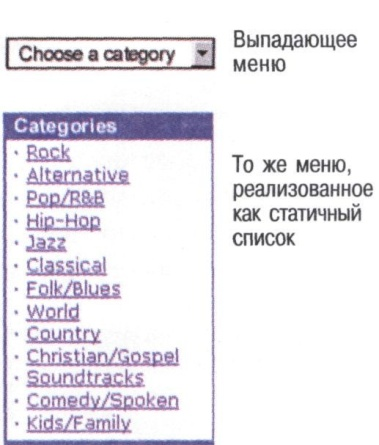 Choose a category
Выпадающее
меню
Categories
· Rock
· Alternative
· Pop/R&B
· Hip-Hop
· Jazz
· Classical
· Folk/Blues
· World
· Country
· Christian/Gospel
· Soundtracks
· Comedy/Spoken
· Kids/Family
То же меню,
реализованное
как статичный
список